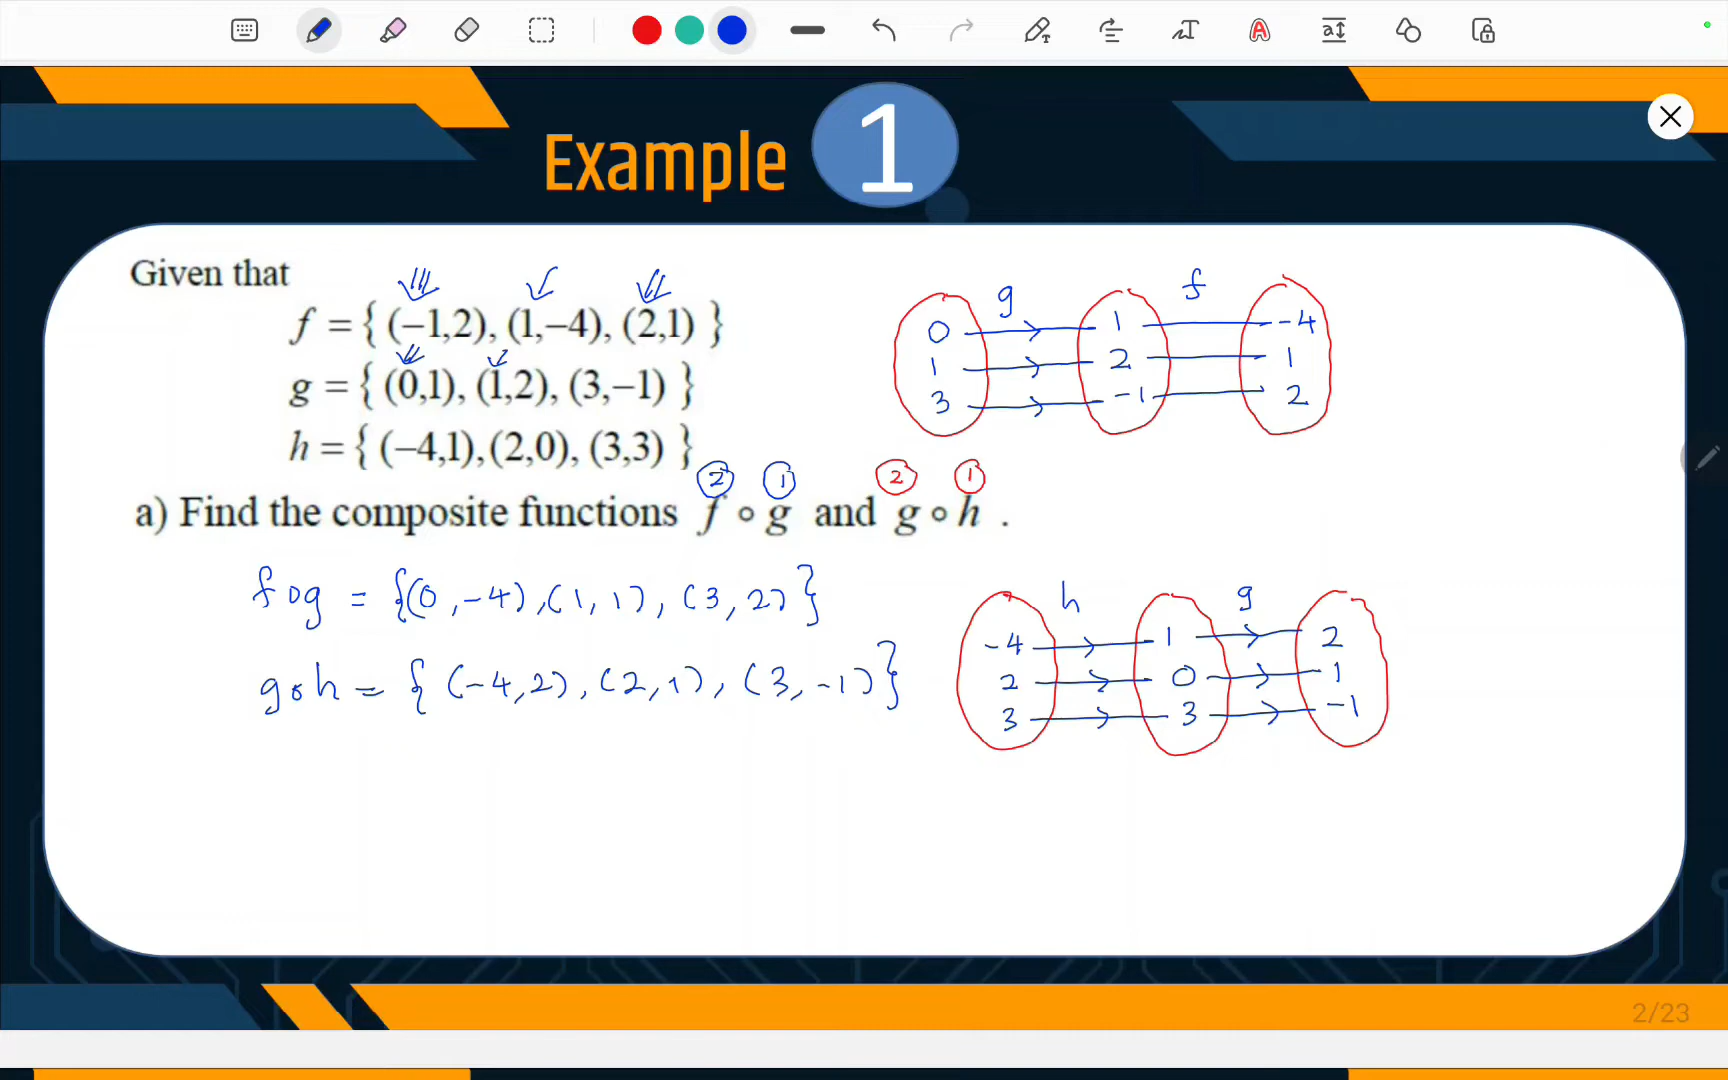 Example 1
Given that
f = { (−1,2), (1,−4), (2,1) }
g = { (0,1), (1,2), (3,−1) }
h = { (−4,1), (2,0), (3,3) }
g f
0 1 -4
1 2 1
3 -1 2
2 1 2 1
a) Find the composite functions f ∘ g and g ∘ h .
f∘g = {(0,-4),(1,1),(3,2)}
g∘h = {(-4,2),(2,1),(3,-1)}
h g
-4 1 2
2 0 1
3 3 -1
2/23